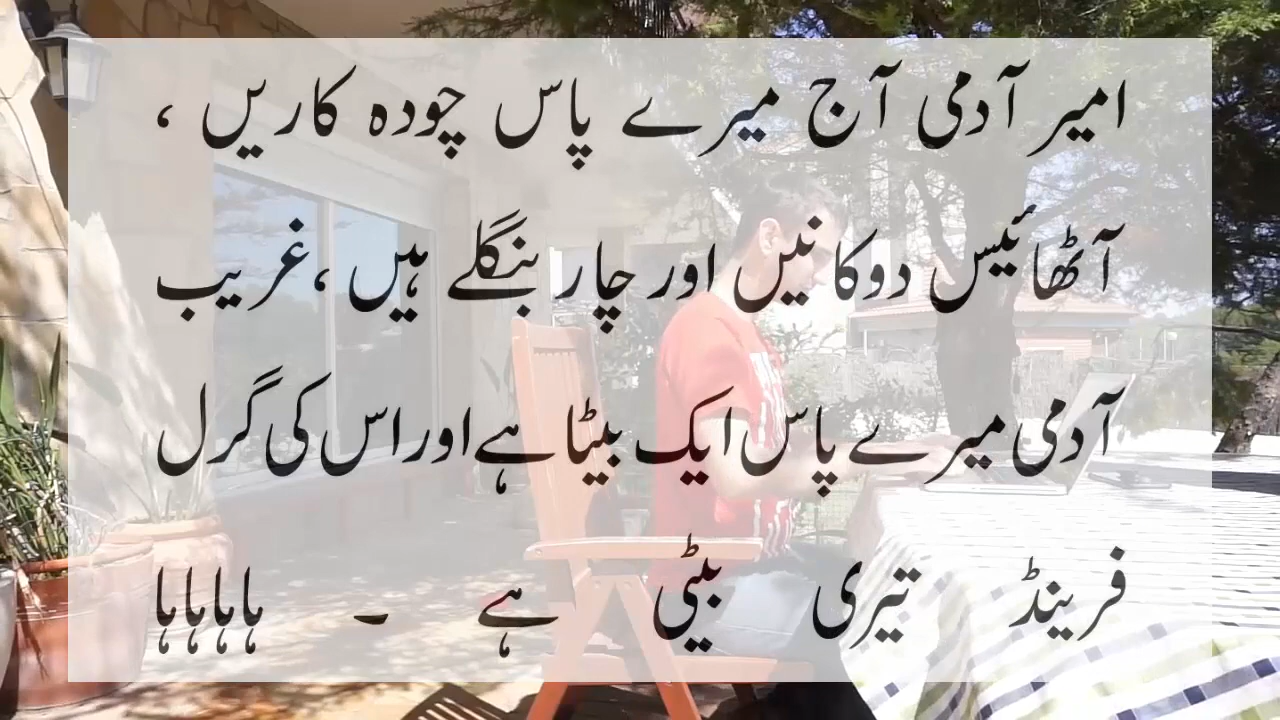 امیر آدمی آج میرے پاس چودہ کاریں ،
آٹھائیس دوکانیں اور چار بنگلے ہیں ،غریب
آدمی میرے پاس ایک بیٹا ہے اور اس کی گرل
فرینڈ تیری بیٹی ہے ۔ ہاہاہاہا